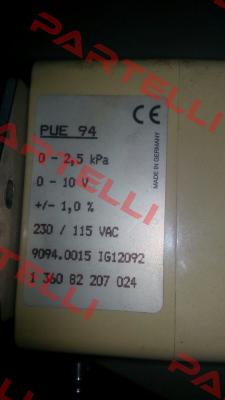 PARTELLI
PUE 94
0 - 2,5 kPa
0 - 10 V
+/- 1,0 %
230 / 115 VAC
9094.0015 IG12092
1 360 82 207 024
CE
MADE IN GERMANY
PARTELLI
PARTELLI